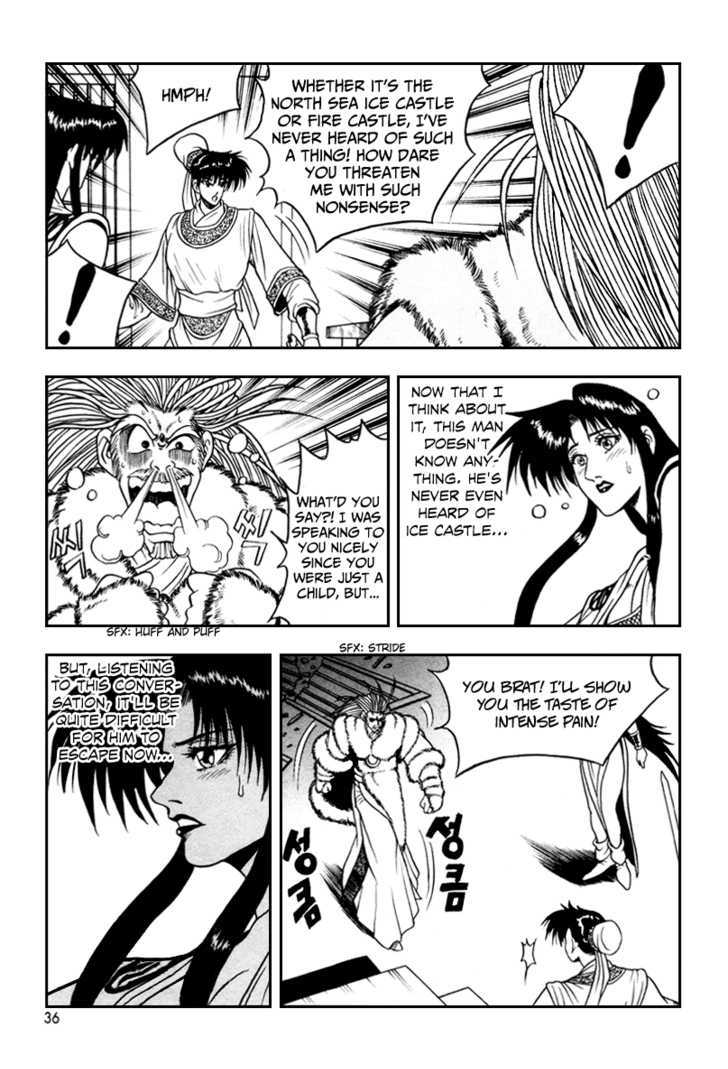 HMPH!
WHETHER IT'S THE
NORTH SEA ICE CASTLE
OR FIRE CASTLE, I'VE
NEVER HEARD OF SUCH
A THING! HOW DARE
YOU THREATEN
ME WITH SUCH
NONSENSE?
!
!
WHAT'D YOU
SAY?! I WAS
SPEAKING TO
YOU NICELY
SINCE YOU
WERE JUST A
CHILD, BUT...
씩
씩
SFX: HUFF AND PUFF
NOW THAT I
THINK ABOUT
IT, THIS MAN
DOESN'T
KNOW ANY-
THING. HE'S
NEVER EVEN
HEARD OF
ICE CASTLE...
BUT, LISTENING
TO THIS CONVER-
SATION, IT'LL BE
QUITE DIFFICULT
FOR HIM TO
ESCAPE NOW...
SFX: STRIDE
YOU BRAT! I'LL SHOW
YOU THE TASTE OF
INTENSE PAIN!
성큼
성큼
36